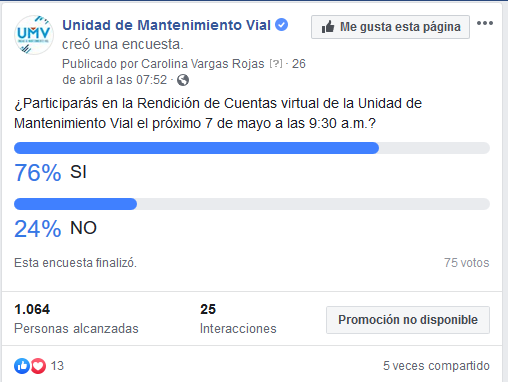 UMV
Unidad de Mantenimiento Vial
creó una encuesta.
Me gusta esta página
Publicado por Carolina Vargas Rojas [?] · 26
de abril a las 07:52 ·
¿Participarás en la Rendición de Cuentas virtual de la Unidad de
Mantenimiento Vial el próximo 7 de mayo a las 9:30 a.m.?
76% SI
24% NO
Esta encuesta finalizó.
75 votos
1.064
Personas alcanzadas
25
Interacciones
Promoción no disponible
13
5 veces compartido